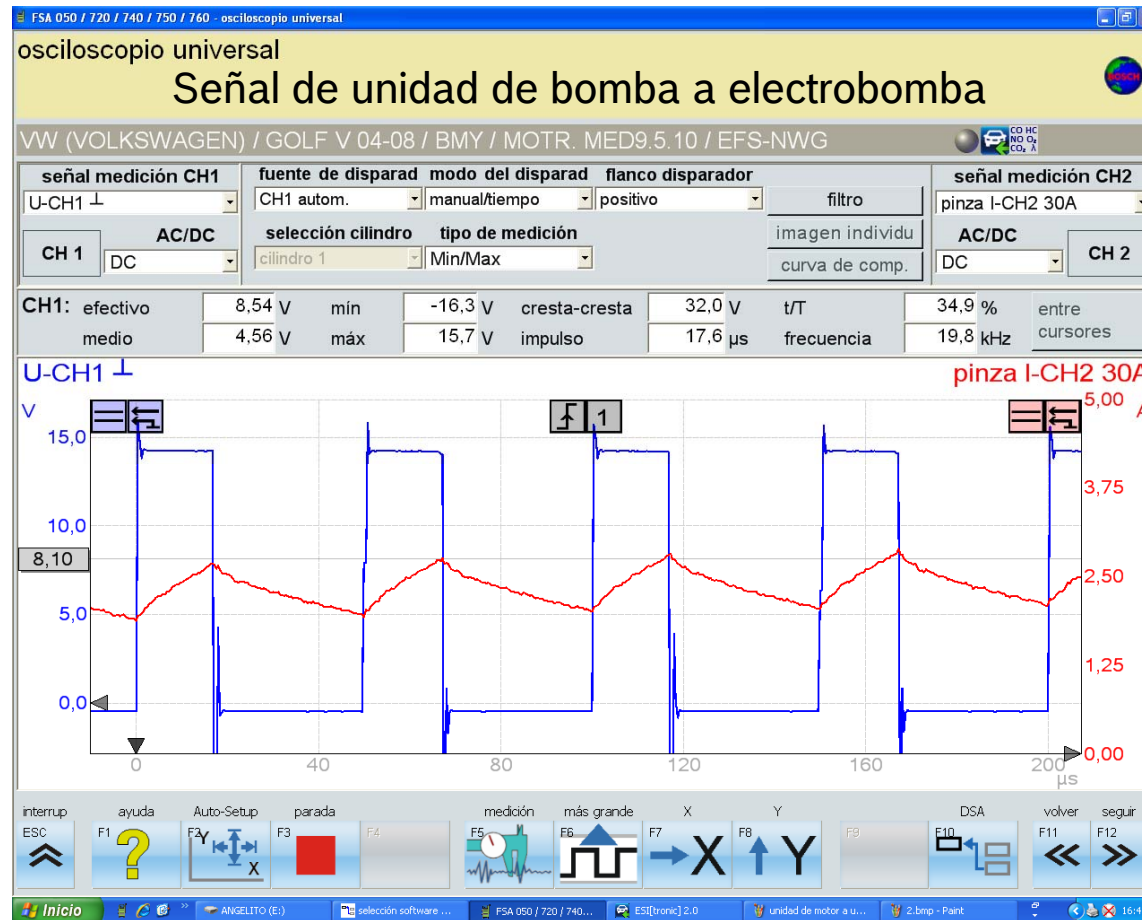 FSA 050 / 720 / 740 / 750 / 760 - osciloscopio universal
osciloscopio universal
Señal de unidad de bomba a electrobomba
BOSCH
VW (VOLKSWAGEN) / GOLF V 04-08 / BMY / MOTR. MED9.5.10 / EFS-NWG
CO HC
NO O₂
CO₂ λ
señal medición CH1 fuente de disparad modo del disparad flanco disparador señal medición CH2
U-CH1 ┴ CH1 autom. manual/tiempo positivo filtro pinza I-CH2 30A
AC/DC selección cilindro tipo de medición imagen individu AC/DC
CH 1 DC cilindro 1 Min/Max curva de comp. DC CH 2
CH1: efectivo 8,54 V mín -16,3 V cresta-cresta 32,0 V t/T 34,9 % entre
medio 4,56 V máx 15,7 V impulso 17,6 µs frecuencia 19,8 kHz cursores
U-CH1 ┴ pinza I-CH2 30A
V 1 5,00 A
15,0
3,75
10,0
8,10
2,50
5,0
1,25
0,0
0,00
0 40 80 120 160 200
µs
interrup ayuda Auto-Setup parada medición más grande X Y DSA volver seguir
ESC F1 F2 F3 F4 F5 F6 F7 F8 F9 F10 F11 F12
? Y X X Y
Inicio ANGELITO (E:) selección software ... FSA 050 / 720 / 740... ESI[tronic] 2.0 unidad de motor a u... 2.bmp - Paint